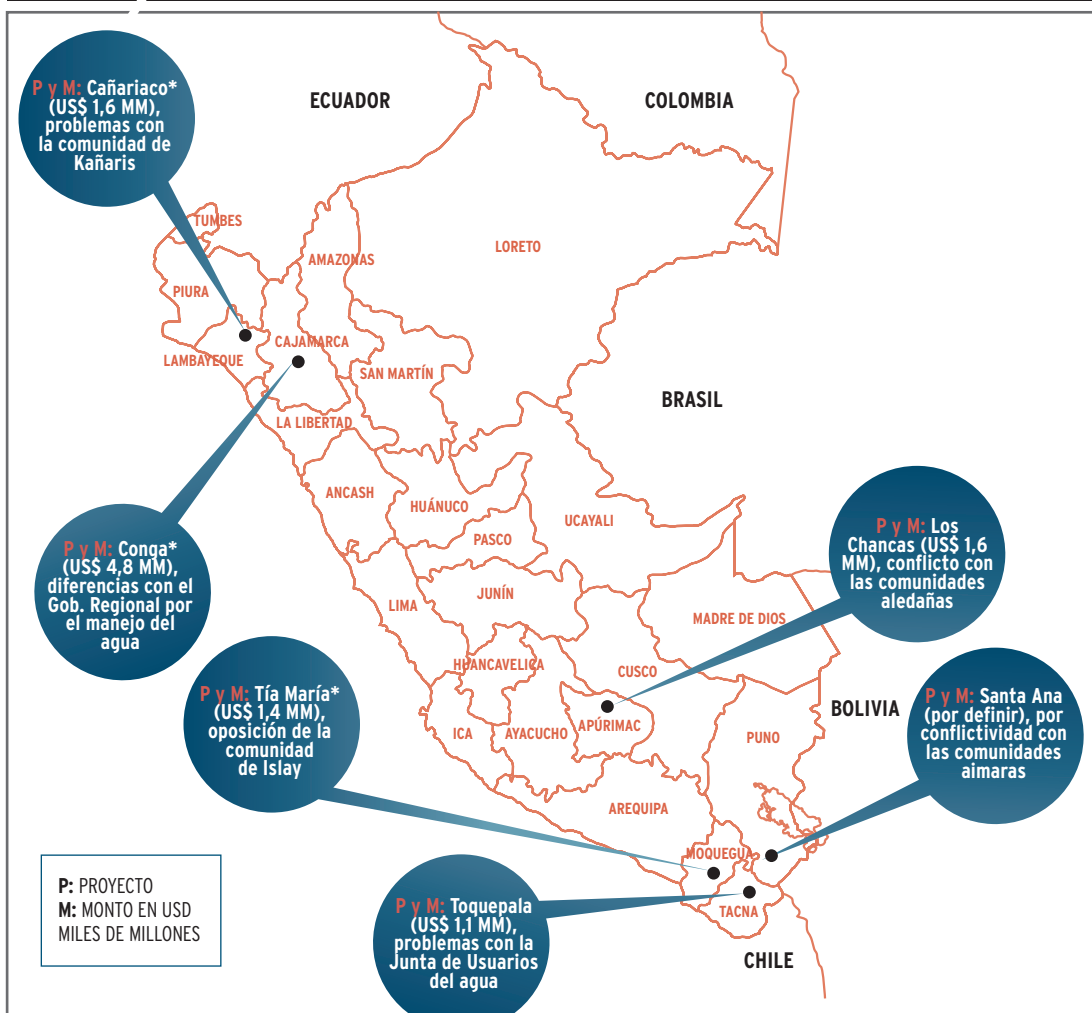 P y M: Cañariaco*
(US$ 1,6 MM),
problemas con
la comunidad de
Kañaris
ECUADOR
COLOMBIA
TUMBES
AMAZONAS
LORETO
PIURA
CAJAMARCA
LAMBAYEQUE
SAN MARTÍN
BRASIL
LA LIBERTAD
ANCASH
HUÁNUCO
UCAYALI
PASCO
P y M: Conga*
(US$ 4,8 MM),
diferencias con el
Gob. Regional por
el manejo del
agua
P y M: Los
Chancas (US$ 1,6
MM), conflicto con
las comunidades
aledañas
LIMA
JUNÍN
MADRE DE DIOS
HUANCAVELICA
CUSCO
P y M: Tía María*
(US$ 1,4 MM),
oposición de la
comunidad
de Islay
BOLIVIA
P y M: Santa Ana
(por definir), por
conflictividad con
las comunidades
aimaras
ICA
AYACUCHO
APÚRIMAC
PUNO
AREQUIPA
MOQUEGUA
TACNA
P: PROYECTO
M: MONTO EN USD
MILES DE MILLONES
P y M: Toquepala
(US$ 1,1 MM),
problemas con la
Junta de Usuarios
del agua
CHILE